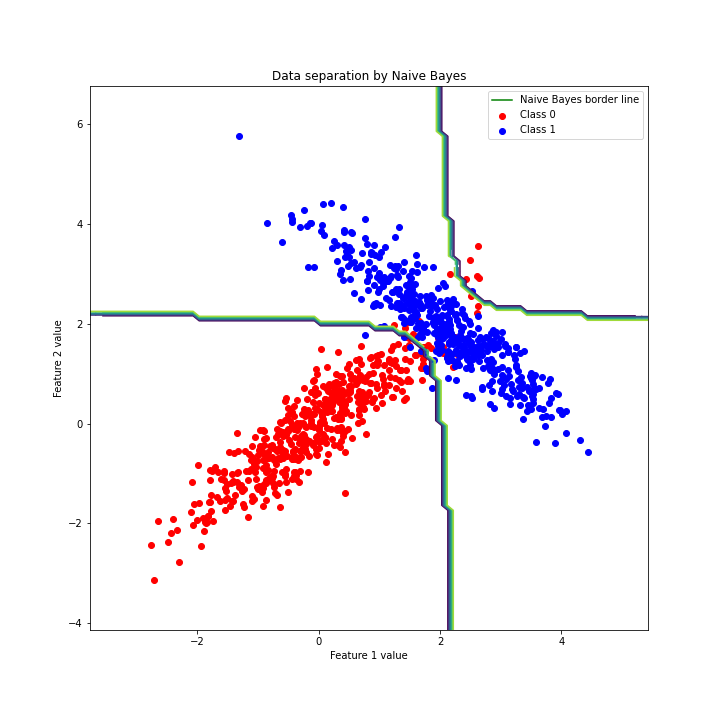 Data separation by Naive Bayes
Naive Bayes border line
Class 0
Class 1
6
4
2
0
−2
−4
Feature 2 value
−2
0
2
4
Feature 1 value